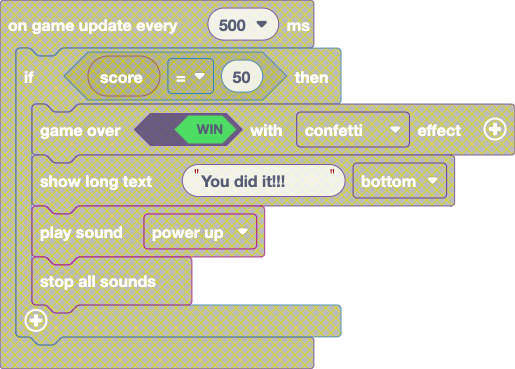 on game update every 500 ms
if score = 50 then
game over WIN with confetti effect
show long text "You did it!!! " bottom
play sound power up
stop all sounds